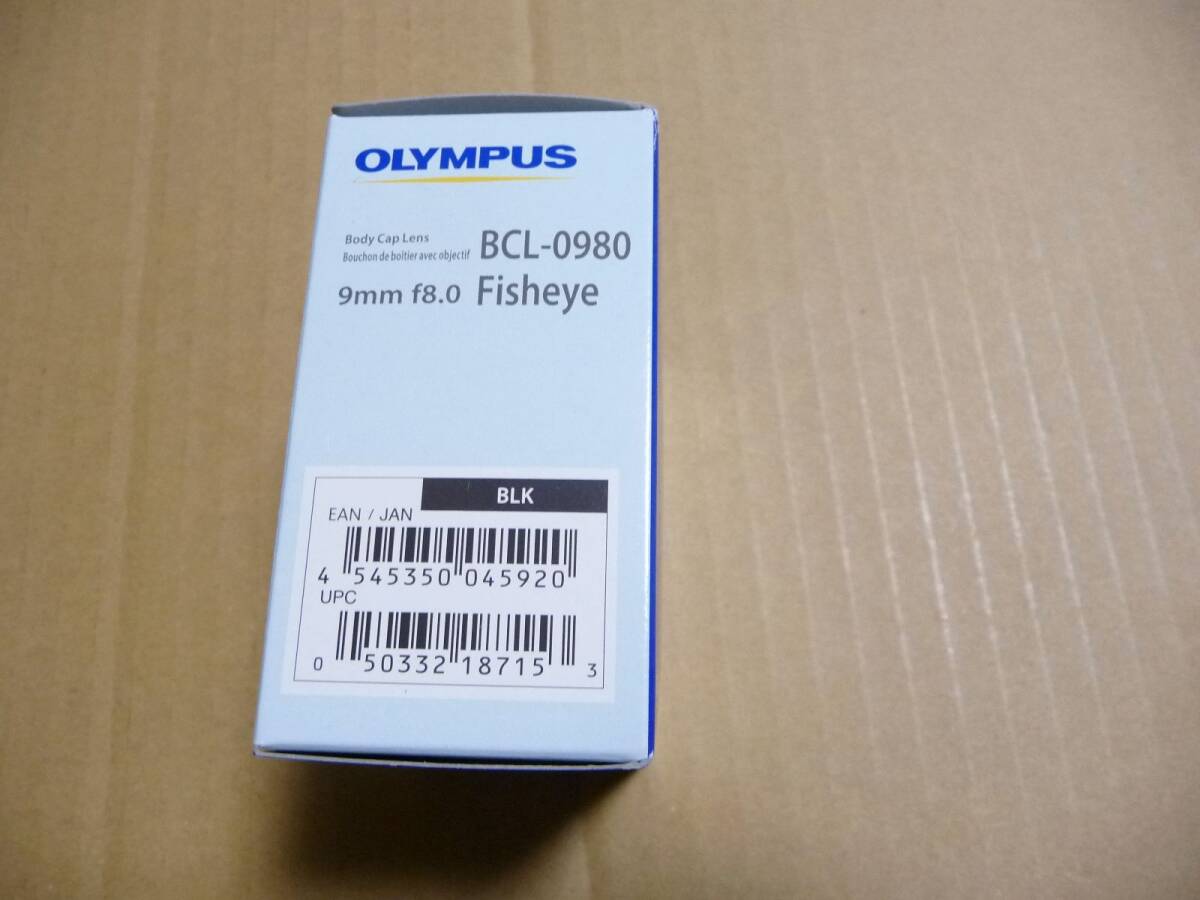 OLYMPUS
Body Cap Lens
Bouchon de boîtier avec objectif
BCL-0980
9mm f8.0 Fisheye
BLK
EAN / JAN
4 545350 045920
UPC
0 50332 18715 3